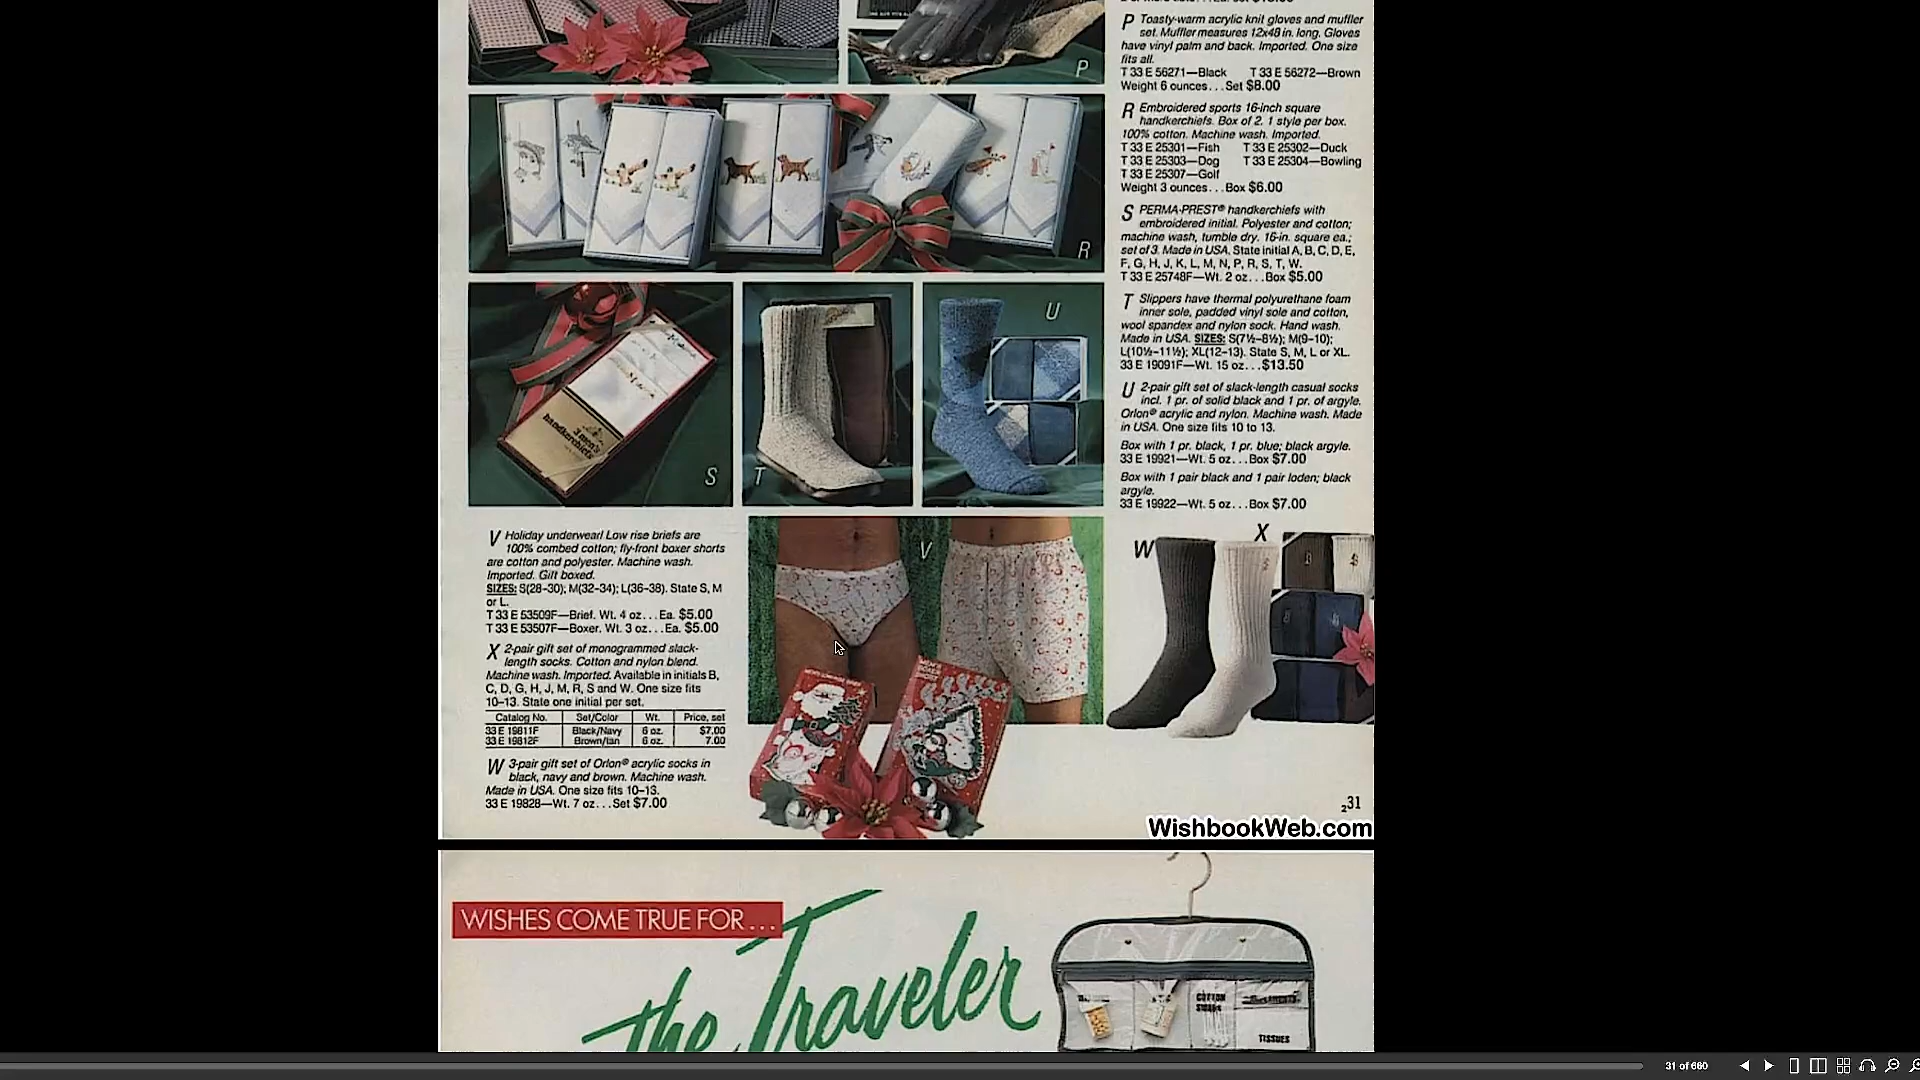 P Toasty-warm acrylic knit gloves and muffler
set. Muffler measures 12x48 in. long. Gloves
have vinyl palm and back. Imported. One size
fits all.
T 33 E 56271—Black T 33 E 56272—Brown
Weight 6 ounces...Set $8.00
R Embroidered sports 16-inch square
handkerchiefs. Box of 2. 1 style per box.
100% cotton. Machine wash. Imported.
T 33 E 25301—Fish T 33 E 25302—Duck
T 33 E 25303—Dog T 33 E 25304—Bowling
T 33 E 25307—Golf
Weight 3 ounces...Box $6.00
S PERMA-PREST® handkerchiefs with
embroidered initial. Polyester and cotton;
machine wash, tumble dry. 16-in. square ea.;
set of 3. Made in USA. State initial A, B, C, D, E,
F, G, H, J, K, L, M, N, P, R, S, T, W.
T 33 E 25748F—Wt. 2 oz...Box $5.00
T Slippers have thermal polyurethane foam
inner sole, padded vinyl sole and cotton,
wool spandex and nylon sock. Hand wash.
Made in USA. SIZES: S(7½-8½); M(9-10);
L(10½-11½); XL(12-13). State S, M, L or XL.
33 E 19091F—Wt. 15 oz...$13.50
U 2-pair gift set of slack-length casual socks
incl. 1 pr. of solid black and 1 pr. of argyle.
Orlon® acrylic and nylon. Machine wash. Made
in USA. One size fits 10 to 13.
Box with 1 pr. black, 1 pr. blue; black argyle.
33 E 19921—Wt. 5 oz...Box $7.00
Box with 1 pair black and 1 pair loden; black
argyle.
33 E 19922—Wt. 5 oz...Box $7.00
P
R
S
T
U
3 men's
handkerchiefs
V Holiday underwear! Low rise briefs are
100% combed cotton; fly-front boxer shorts
are cotton and polyester. Machine wash.
Imported. Gift boxed.
SIZES: S(28-30); M(32-34); L(36-38). State S, M
or L.
T 33 E 53509F—Brief. Wt. 4 oz...Ea. $5.00
T 33 E 53507F—Boxer. Wt. 3 oz...Ea. $5.00
X 2-pair gift set of monogrammed slack-
length socks. Cotton and nylon blend.
Machine wash. Imported. Available in initials B,
C, D, G, H, J, M, R, S and W. One size fits
10-13. State one initial per set.
Catalog No. Set/Color Wt. Price, set
33 E 19811F Black/Navy 6 oz. $7.00
33 E 19812F Brown/tan 6 oz. 7.00
W 3-pair gift set of Orlon® acrylic socks in
black, navy and brown. Machine wash.
Made in USA. One size fits 10-13.
33 E 19828—Wt. 7 oz...Set $7.00
V
W
X
231
WishbookWeb.com
WISHES COME TRUE FOR...
the Traveler
COTTON
SWABS
TISSUES
31 of 660